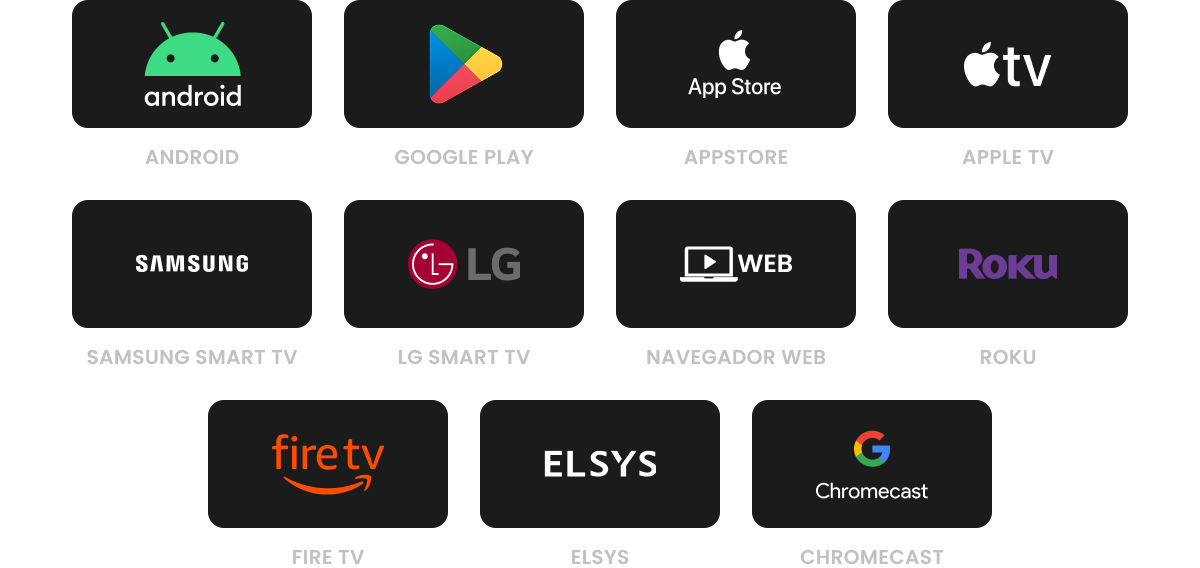 android
App Store
tv
ANDROID
GOOGLE PLAY
APPSTORE
APPLE TV
SAMSUNG
LG
WEB
ROKU
SAMSUNG SMART TV
LG SMART TV
NAVEGADOR WEB
ROKU
fire tv
ELSYS
Chromecast
FIRE TV
ELSYS
CHROMECAST